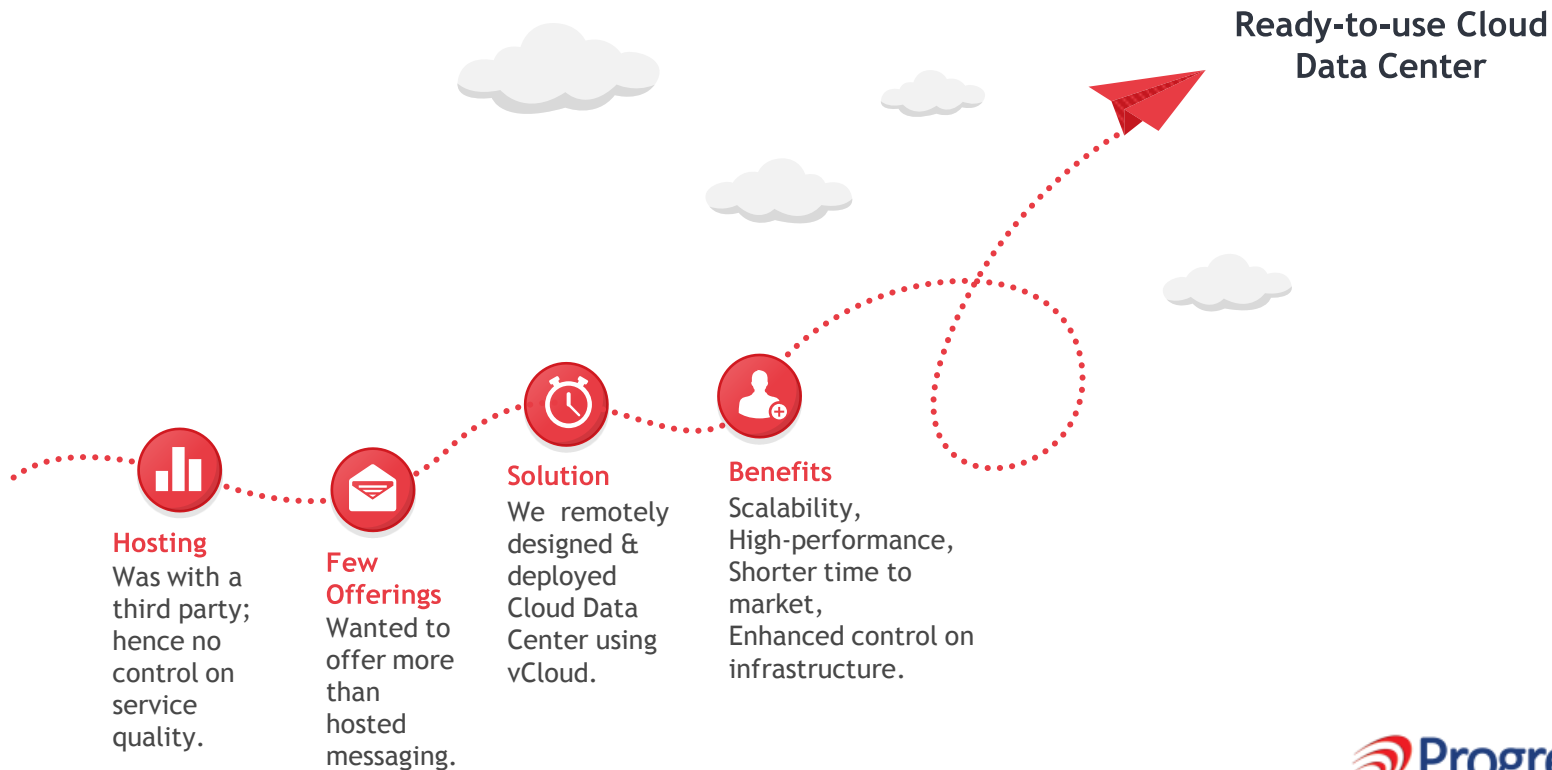 Ready-to-use Cloud
Data Center
Hosting
Was with a
third party;
hence no
control on
service
quality.
Few
Offerings
Wanted to
offer more
than
hosted
messaging.
Solution
We remotely
designed &
deployed
Cloud Data
Center using
vCloud.
Benefits
Scalability,
High-performance,
Shorter time to
market,
Enhanced control on
infrastructure.